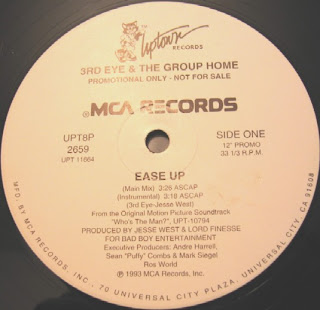 Uptown
RECORDS
3RD EYE & THE GROUP HOME
PROMOTIONAL ONLY - NOT FOR SALE
®MCA RECORDS
UPT8P
2659
UPT 11864
SIDE ONE
12" PROMO
33 1/3 R.P.M.
EASE UP
(Main Mix) 3:26 ASCAP
(Instrumental) 3:18 ASCAP
(3rd Eye-Jesse West)
From the Original Motion Picture Soundtrack
"Who's The Man?", UPT-10794
PRODUCED BY JESSE WEST & LORD FINESSE
FOR BAD BOY ENTERTAINMENT
Executive Producers: Andre Harrell,
Sean "Puffy" Combs & Mark Siegel
Ros World
℗ 1993 MCA Records, Inc.
MFG. BY MCA RECORDS, INC. - 70 UNIVERSAL CITY PLAZA, UNIVERSAL CITY, CA 91608